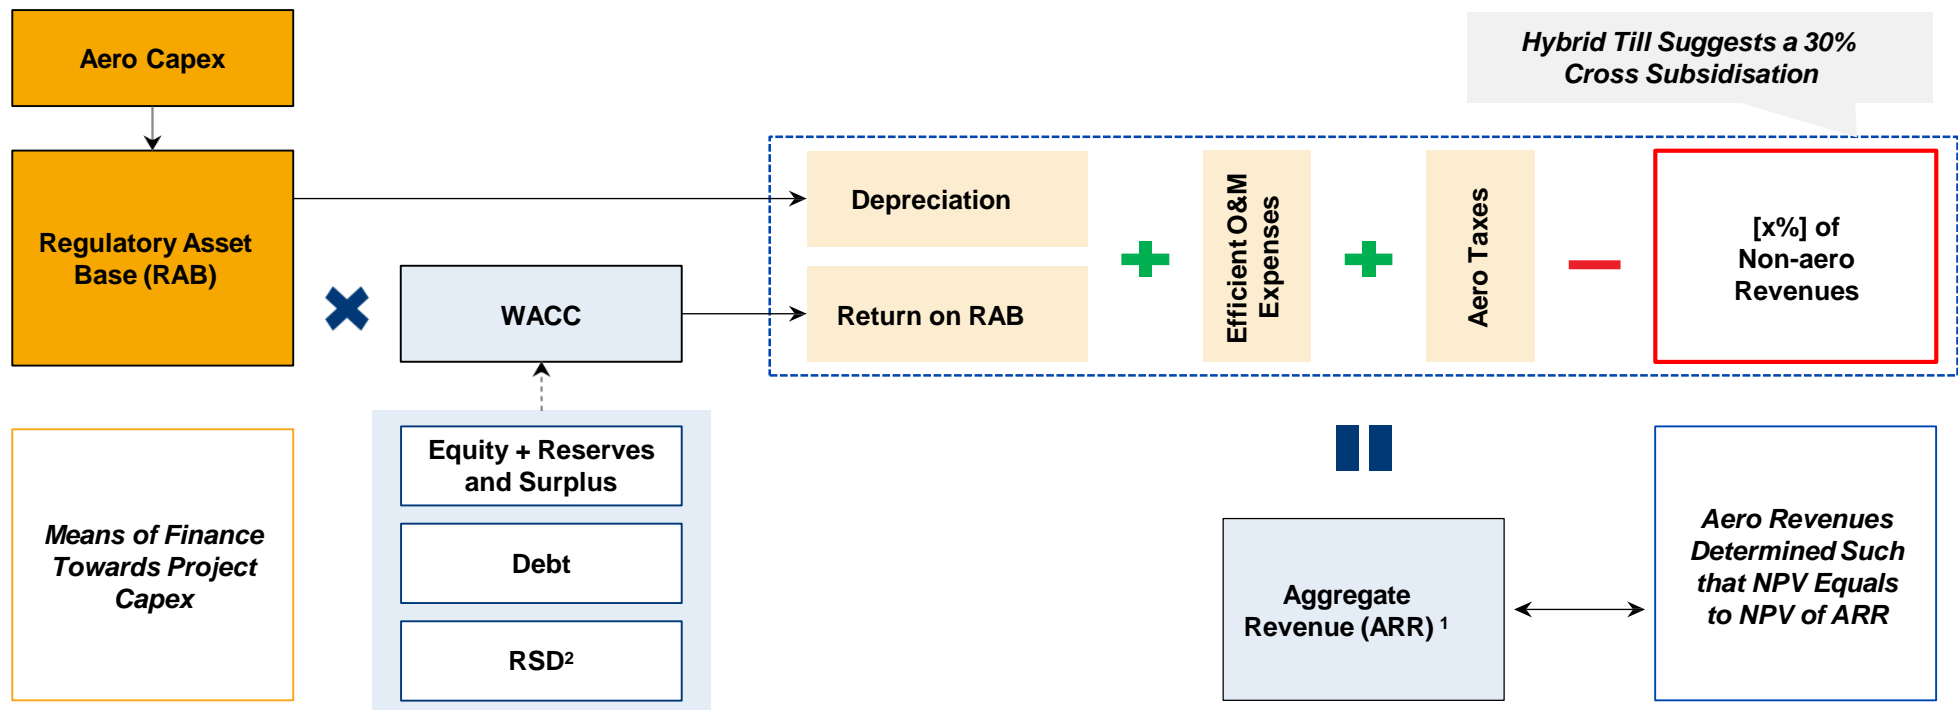 Aero Capex
Hybrid Till Suggests a 30%
Cross Subsidisation
Regulatory Asset
Base (RAB)
WACC
Depreciation
Return on RAB
Efficient O&M
Expenses
Aero Taxes
[x%] of
Non-aero
Revenues
Means of Finance
Towards Project
Capex
Equity + Reserves
and Surplus
Debt
RSD²
Aggregate
Revenue (ARR) ¹
Aero Revenues
Determined Such
that NPV Equals
to NPV of ARR